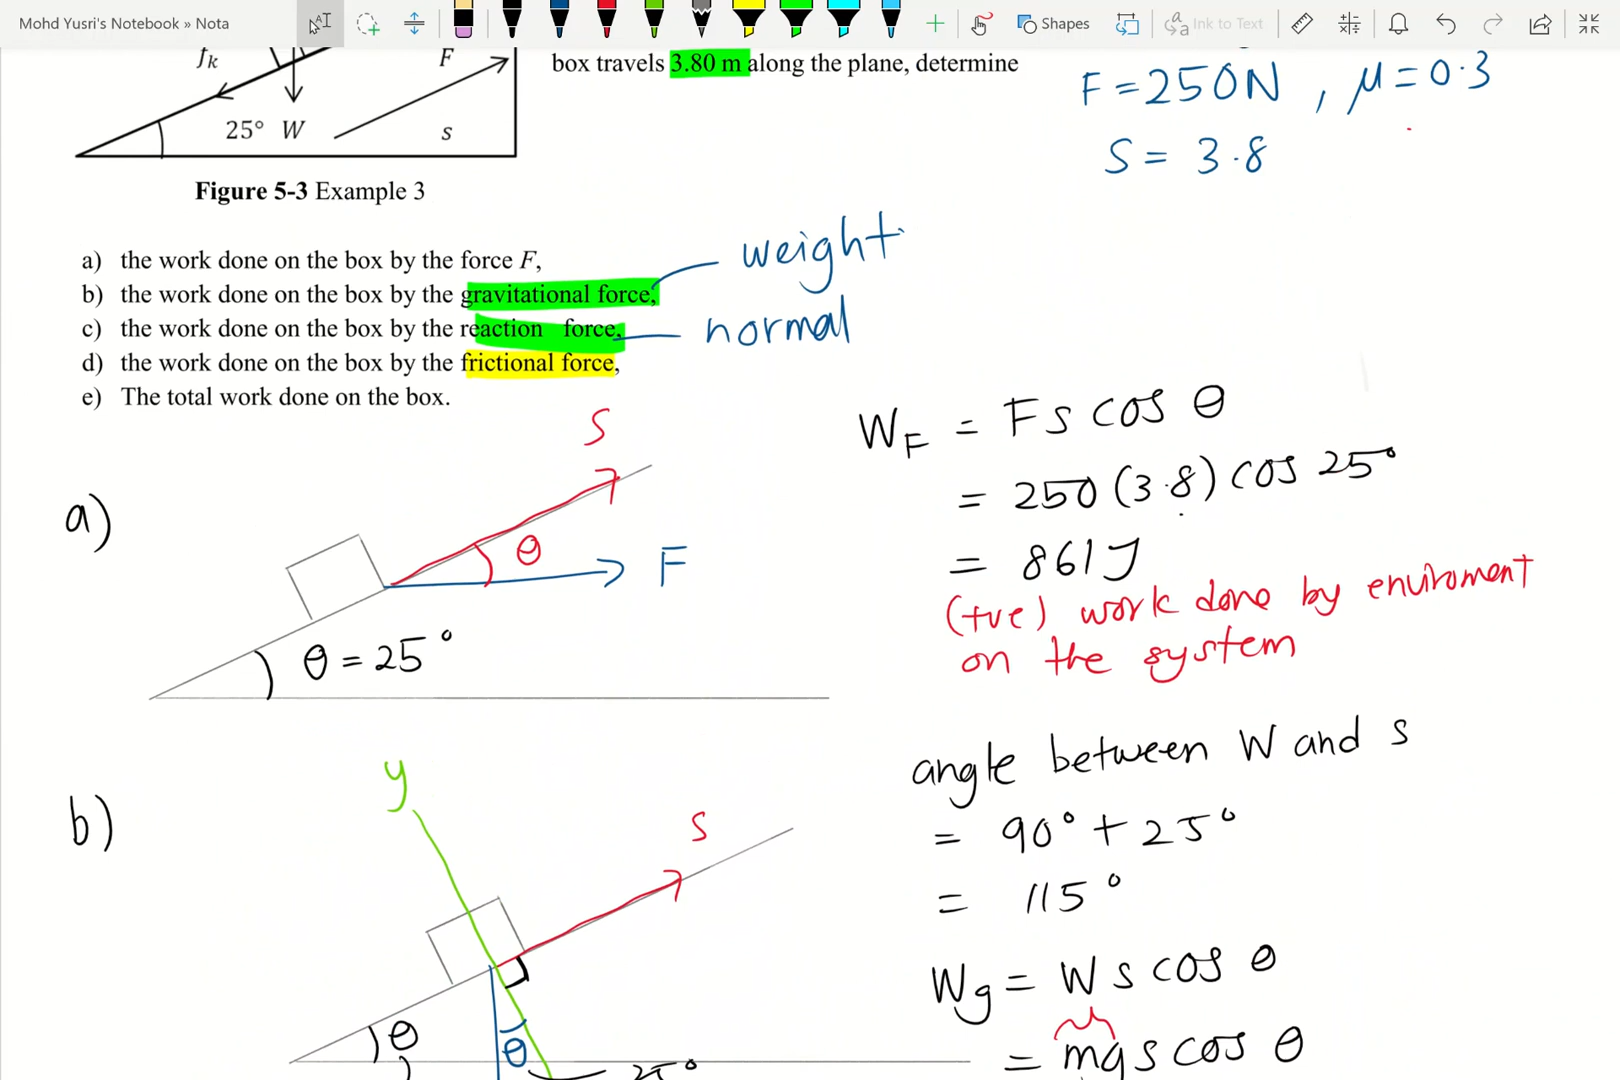 Mohd Yusri's Notebook » Nota
Shapes
Ink to Text
F
box travels 3.80 m along the plane, determine
25° W
s
Figure 5-3 Example 3
F = 250N , μ = 0.3
S = 3.8
a) the work done on the box by the force F,
b) the work done on the box by the gravitational force,
c) the work done on the box by the reaction force,
d) the work done on the box by the frictional force,
e) The total work done on the box.
weight
normal
a)
S
θ
F
θ = 25°
W_F = F s cos θ
= 250 (3.8) cos 25°
= 861 J
(+ve) work done by enviroment
on the system
b)
y
S
θ
θ
angle between W and s
= 90° + 25°
= 115°
Wg = W s cos θ
= mg s cos θ